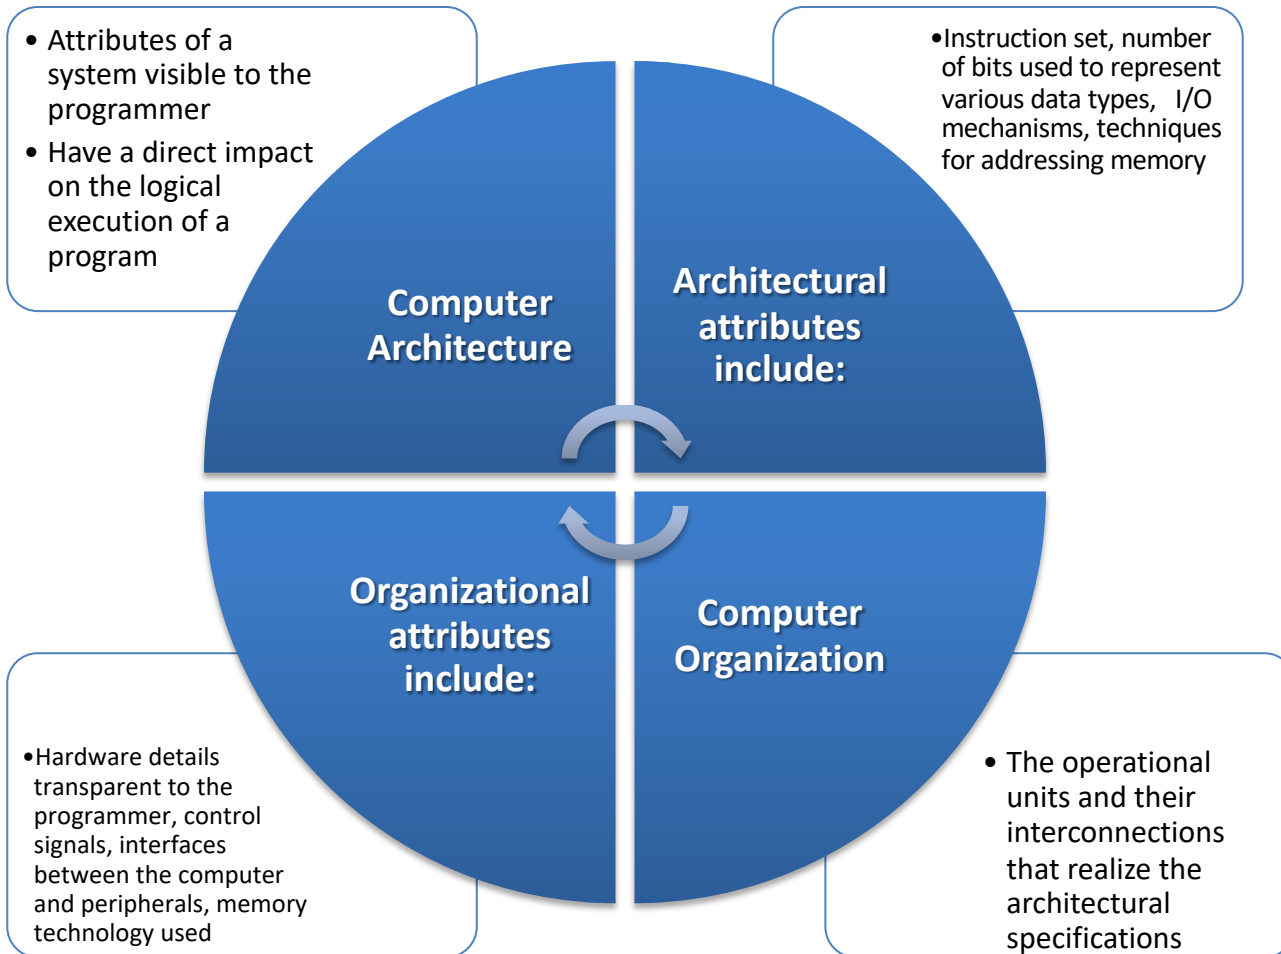 • Attributes of a
system visible to the
programmer
• Have a direct impact
on the logical
execution of a
program
•Instruction set, number
of bits used to represent
various data types, I/O
mechanisms, techniques
for addressing memory
Computer
Architecture
Architectural
attributes
include:
Organizational
attributes
include:
Computer
Organization
•Hardware details
transparent to the
programmer, control
signals, interfaces
between the computer
and peripherals, memory
technology used
• The operational
units and their
interconnections
that realize the
architectural
specifications